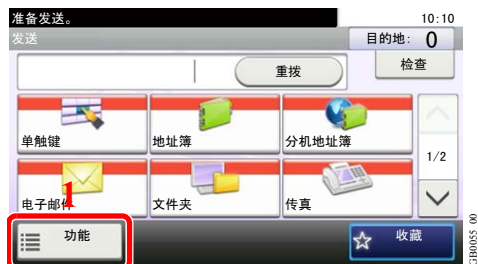 准备发送。 10:10
发送 目的地: 0
重拨 检查
单触键 地址簿 分机地址簿
1/2
电子邮件 文件夹 传真
1
功能 收藏
GB0055_00